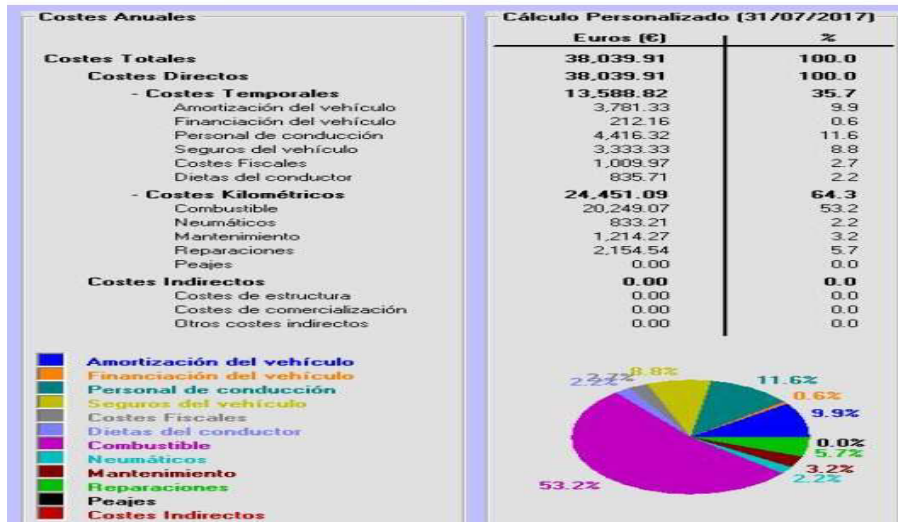 Costes Anuales
Cálculo Personalizado (31/07/2017)
Euros (€) %
Costes Totales 38,039.91 100.0
Costes Directos 38,039.91 100.0
- Costes Temporales 13,588.82 35.7
Amortización del vehículo 3,781.33 9.9
Financiación del vehículo 212.16 0.6
Personal de conducción 4,416.32 11.6
Seguros del vehículo 3,333.33 8.8
Costes Fiscales 1,009.97 2.7
Dietas del conductor 835.71 2.2
- Costes Kilométricos 24,451.09 64.3
Combustible 20,249.07 53.2
Neumáticos 833.21 2.2
Mantenimiento 1,214.27 3.2
Reparaciones 2,154.54 5.7
Peajes 0.00 0.0
Costes Indirectos 0.00 0.0
Costes de estructura 0.00 0.0
Costes de comercialización 0.00 0.0
Otros costes indirectos 0.00 0.0
Amortización del vehículo
Financiación del vehículo
Personal de conducción
Seguros del vehículo
Costes Fiscales
Dietas del conductor
Combustible
Neumáticos
Mantenimiento
Reparaciones
Peajes
Costes Indirectos
8.8%
2.7%
2.2%
11.6%
0.6%
9.9%
0.0%
5.7%
3.2%
2.2%
53.2%